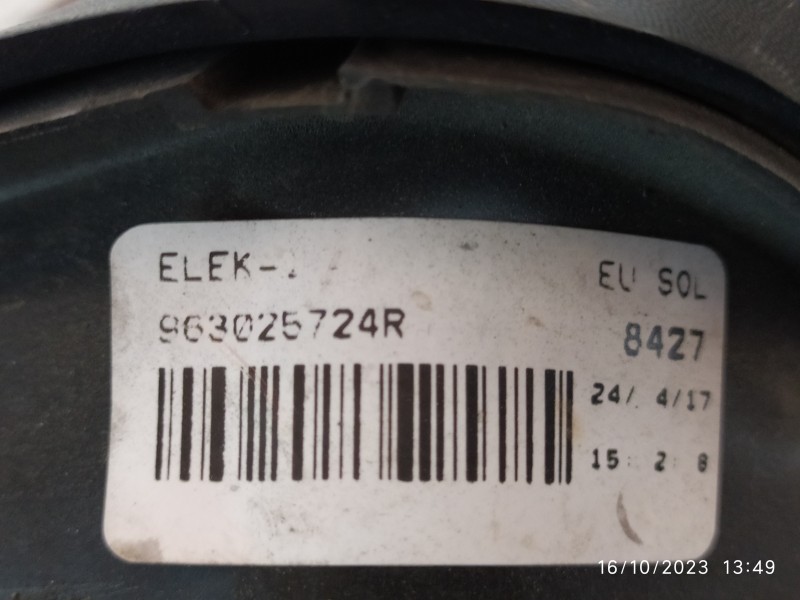 ELEK-
EU SOL
963025724R
8427
24/ 4/17
15: 2: 8
16/10/2023 13:49